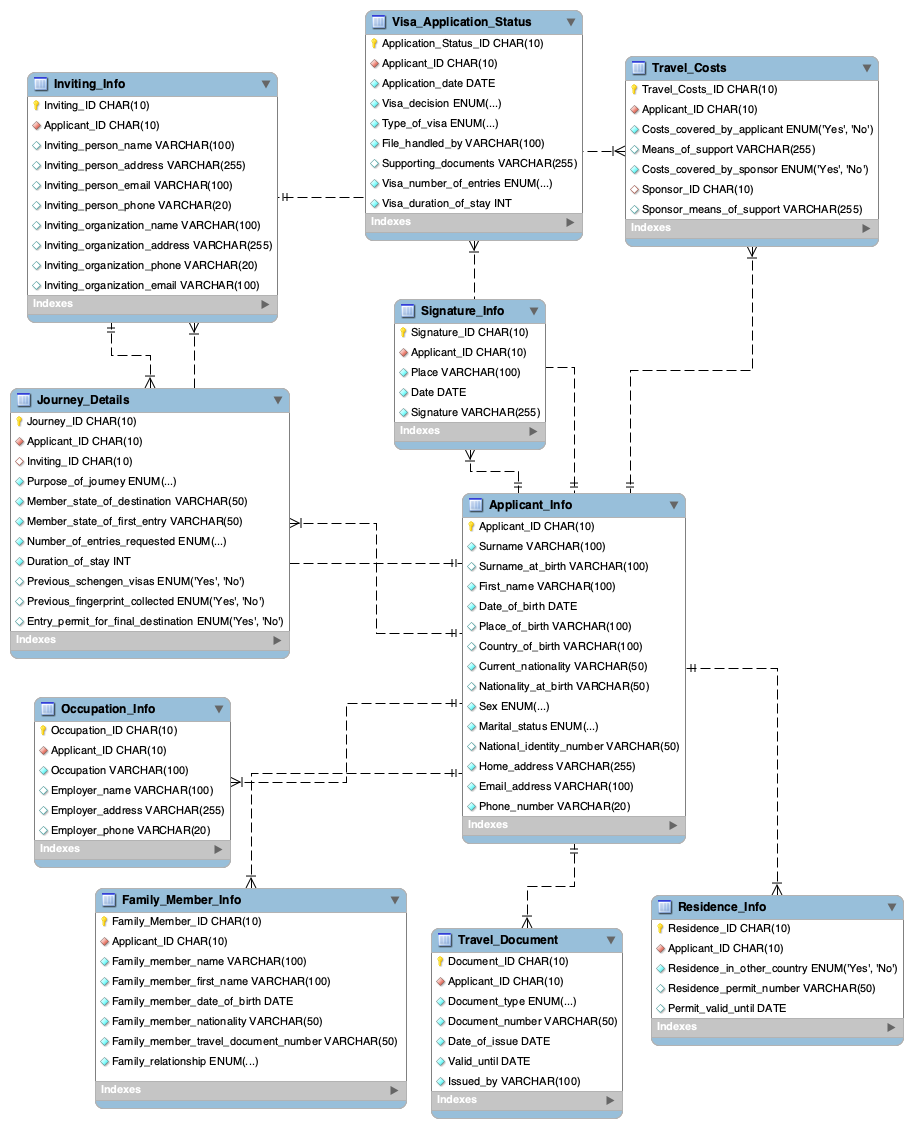 Visa_Application_Status
Application_Status_ID CHAR(10)
Applicant_ID CHAR(10)
Application_date DATE
Visa_decision ENUM(...)
Type_of_visa ENUM(...)
File_handled_by VARCHAR(100)
Supporting_documents VARCHAR(255)
Visa_number_of_entries ENUM(...)
Visa_duration_of_stay INT
Indexes
Travel_Costs
Travel_Costs_ID CHAR(10)
Applicant_ID CHAR(10)
Costs_covered_by_applicant ENUM('Yes', 'No')
Means_of_support VARCHAR(255)
Costs_covered_by_sponsor ENUM('Yes', 'No')
Sponsor_ID CHAR(10)
Sponsor_means_of_support VARCHAR(255)
Indexes
Inviting_Info
Inviting_ID CHAR(10)
Applicant_ID CHAR(10)
Inviting_person_name VARCHAR(100)
Inviting_person_address VARCHAR(255)
Inviting_person_email VARCHAR(100)
Inviting_person_phone VARCHAR(20)
Inviting_organization_name VARCHAR(100)
Inviting_organization_address VARCHAR(255)
Inviting_organization_phone VARCHAR(20)
Inviting_organization_email VARCHAR(100)
Indexes
Signature_Info
Signature_ID CHAR(10)
Applicant_ID CHAR(10)
Place VARCHAR(100)
Date DATE
Signature VARCHAR(255)
Indexes
Journey_Details
Journey_ID CHAR(10)
Applicant_ID CHAR(10)
Inviting_ID CHAR(10)
Purpose_of_journey ENUM(...)
Member_state_of_destination VARCHAR(50)
Member_state_of_first_entry VARCHAR(50)
Number_of_entries_requested ENUM(...)
Duration_of_stay INT
Previous_schengen_visas ENUM('Yes', 'No')
Previous_fingerprint_collected ENUM('Yes', 'No')
Entry_permit_for_final_destination ENUM('Yes', 'No')
Indexes
Applicant_Info
Applicant_ID CHAR(10)
Surname VARCHAR(100)
Surname_at_birth VARCHAR(100)
First_name VARCHAR(100)
Date_of_birth DATE
Place_of_birth VARCHAR(100)
Country_of_birth VARCHAR(100)
Current_nationality VARCHAR(50)
Nationality_at_birth VARCHAR(50)
Sex ENUM(...)
Marital_status ENUM(...)
National_identity_number VARCHAR(50)
Home_address VARCHAR(255)
Email_address VARCHAR(100)
Phone_number VARCHAR(20)
Indexes
Occupation_Info
Occupation_ID CHAR(10)
Applicant_ID CHAR(10)
Occupation VARCHAR(100)
Employer_name VARCHAR(100)
Employer_address VARCHAR(255)
Employer_phone VARCHAR(20)
Indexes
Family_Member_Info
Family_Member_ID CHAR(10)
Applicant_ID CHAR(10)
Family_member_name VARCHAR(100)
Family_member_first_name VARCHAR(100)
Family_member_date_of_birth DATE
Family_member_nationality VARCHAR(50)
Family_member_travel_document_number VARCHAR(50)
Family_relationship ENUM(...)
Indexes
Travel_Document
Document_ID CHAR(10)
Applicant_ID CHAR(10)
Document_type ENUM(...)
Document_number VARCHAR(50)
Date_of_issue DATE
Valid_until DATE
Issued_by VARCHAR(100)
Indexes
Residence_Info
Residence_ID CHAR(10)
Applicant_ID CHAR(10)
Residence_in_other_country ENUM('Yes', 'No')
Residence_permit_number VARCHAR(50)
Permit_valid_until DATE
Indexes